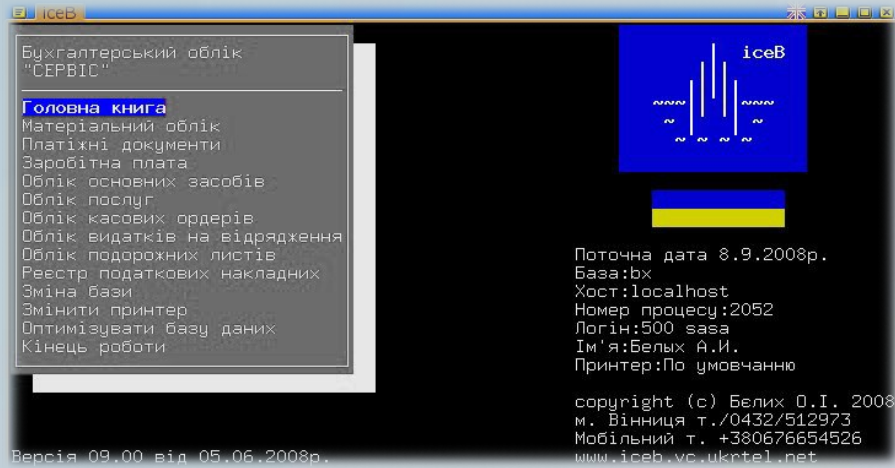 iceB
Бухгалтерський облік
"СЕРВІС"
Головна книга
Матеріальний облік
Платіжні документи
Заробітна плата
Облік основних засобів
Облік послуг
Облік касових ордерів
Облік видатків на відрядження
Облік подорожних листів
Реєстр податкових накладних
Зміна бази
Змінити принтер
Оптимізувати базу даних
Кінець роботи
Версія 09.00 від 05.06.2008р.
iceB
Поточна дата 8.9.2008р.
База:bx
Хост:localhost
Номер процесу:2052
Логін:500 sasa
Ім'я:Белых А.И.
Принтер:По умовчанню
copyright (c) Бєлих О.І. 2008
м. Вінниця т./0432/512973
Мобільний т. +380676654526
www.iceb.vc.ukrtel.net